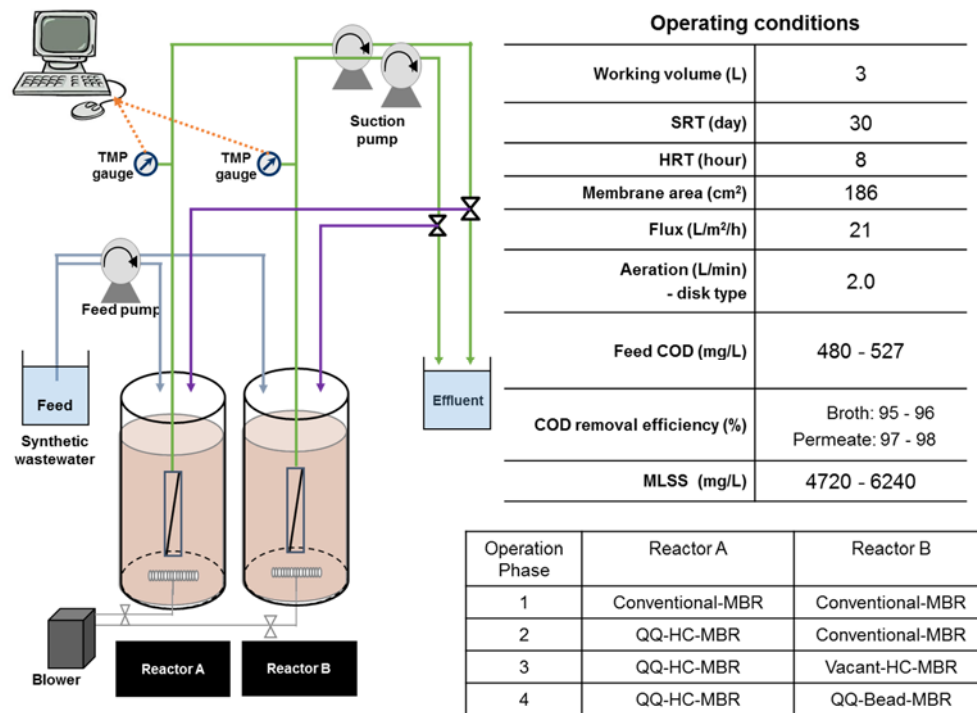 Operating conditions
Working volume (L) 3
SRT (day) 30
HRT (hour) 8
Membrane area (cm²) 186
Flux (L/m²/h) 21
Aeration (L/min)
- disk type 2.0
Feed COD (mg/L) 480 - 527
COD removal efficiency (%) Broth: 95 - 96
Permeate: 97 - 98
MLSS (mg/L) 4720 - 6240
Suction
pump
TMP
gauge
TMP
gauge
Feed pump
Feed
Synthetic
wastewater
Effluent
Blower
Reactor A
Reactor B
Operation
Phase Reactor A Reactor B
1 Conventional-MBR Conventional-MBR
2 QQ-HC-MBR Conventional-MBR
3 QQ-HC-MBR Vacant-HC-MBR
4 QQ-HC-MBR QQ-Bead-MBR